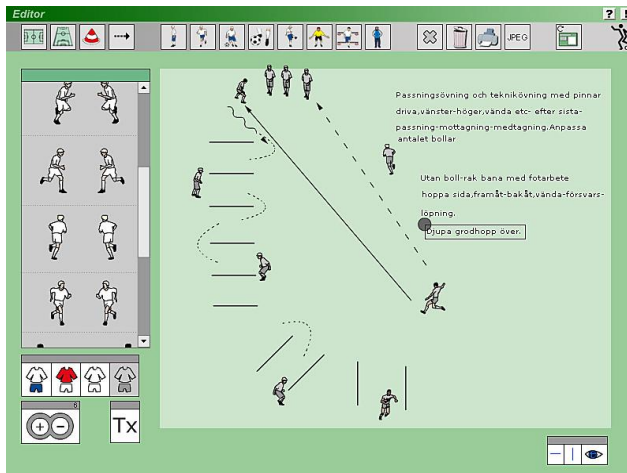 Editor
?
JPEG
Passningsövning och teknikövning med pinnar
driva,vänster-höger,vända etc- efter sista-
passning-mottagning-medtagning.Anpassa
antalet bollar
Utan boll-rak bana med fotarbete
hoppa sida,framåt-bakåt,vända-försvars-
löpning.
Djupa grodhopp över.
6
Tx